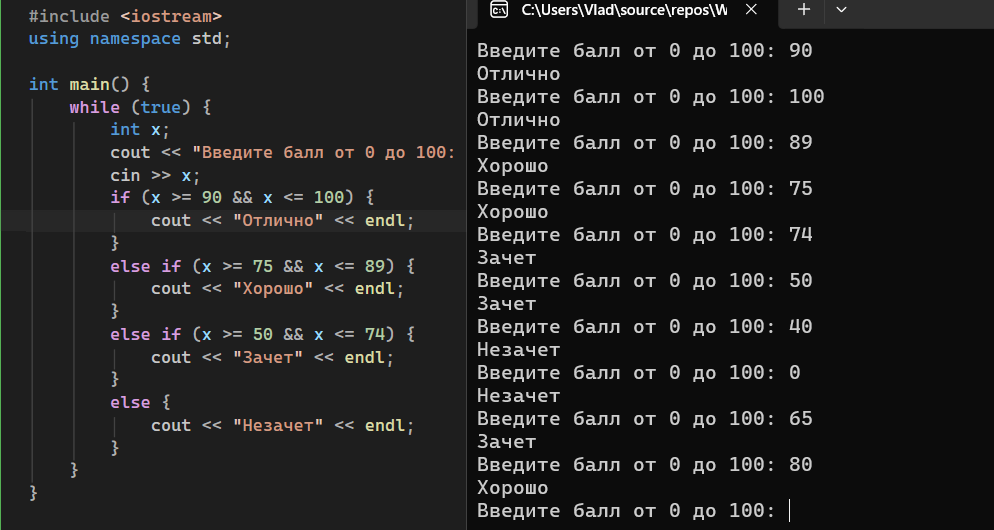 #include <iostream>
using namespace std;
int main() {
while (true) {
int x;
cout << "Введите балл от 0 до 100:
cin >> x;
if (x >= 90 && x <= 100) {
cout << "Отлично" << endl;
}
else if (x >= 75 && x <= 89) {
cout << "Хорошо" << endl;
}
else if (x >= 50 && x <= 74) {
cout << "Зачет" << endl;
}
else {
cout << "Незачет" << endl;
}
}
}
C:\Users\Vlad\source\repos\W
Введите балл от 0 до 100: 90
Отлично
Введите балл от 0 до 100: 100
Отлично
Введите балл от 0 до 100: 89
Хорошо
Введите балл от 0 до 100: 75
Хорошо
Введите балл от 0 до 100: 74
Зачет
Введите балл от 0 до 100: 50
Зачет
Введите балл от 0 до 100: 40
Незачет
Введите балл от 0 до 100: 0
Незачет
Введите балл от 0 до 100: 65
Зачет
Введите балл от 0 до 100: 80
Хорошо
Введите балл от 0 до 100: